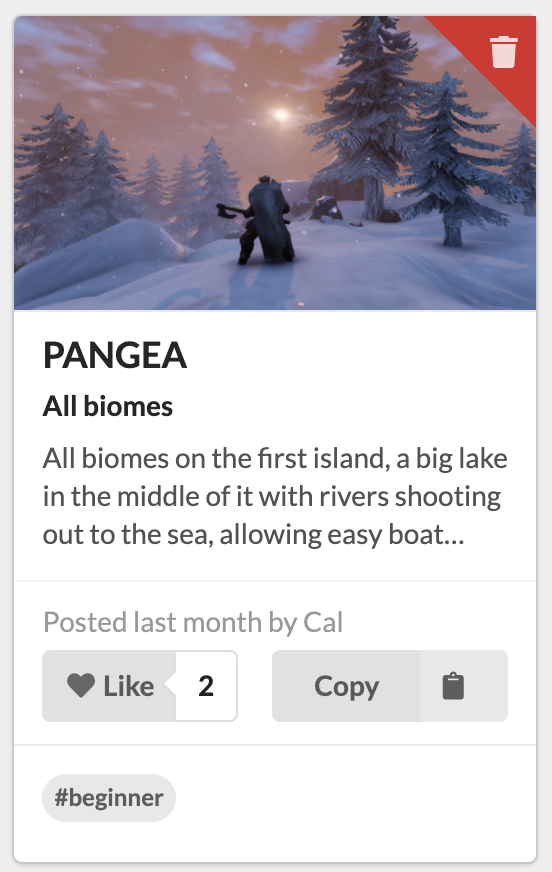 PANGEA
All biomes
All biomes on the first island, a big lake
in the middle of it with rivers shooting
out to the sea, allowing easy boat...
Posted last month by Cal
Like 2 Copy
#beginner